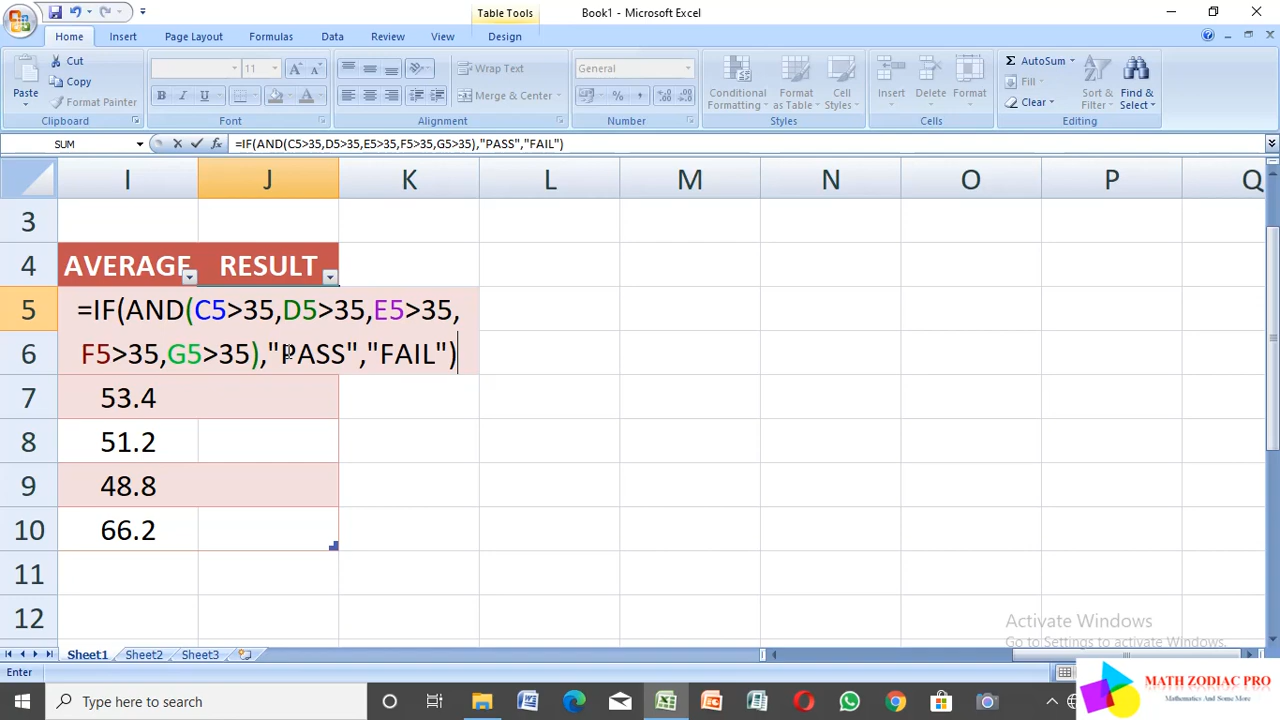 Table Tools
Book1 - Microsoft Excel
Home Insert Page Layout Formulas Data Review View Design
Paste
Cut
Copy
Format Painter
Clipboard
11
B I U
A A
Font
Wrap Text
Merge & Center
Alignment
General
%
Number
Conditional Formatting
Format as Table
Cell Styles
Styles
Insert Delete Format
Cells
Σ AutoSum
Fill
Clear
Sort & Filter
Find & Select
Editing
SUM
fx
=IF(AND(C5>35,D5>35,E5>35,F5>35,G5>35),"PASS","FAIL")
I J K L M N O P Q
3
4 AVERAGE RESULT
5 =IF(AND(C5>35,D5>35,E5>35,
6 F5>35,G5>35),"PASS","FAIL")
7 53.4
8 51.2
9 48.8
10 66.2
11
12
Activate Windows
Go to Settings to activate Windows.
Sheet1 Sheet2 Sheet3
Enter
Type here to search
MATH ZODIAC PRO
Mathematics And Some More